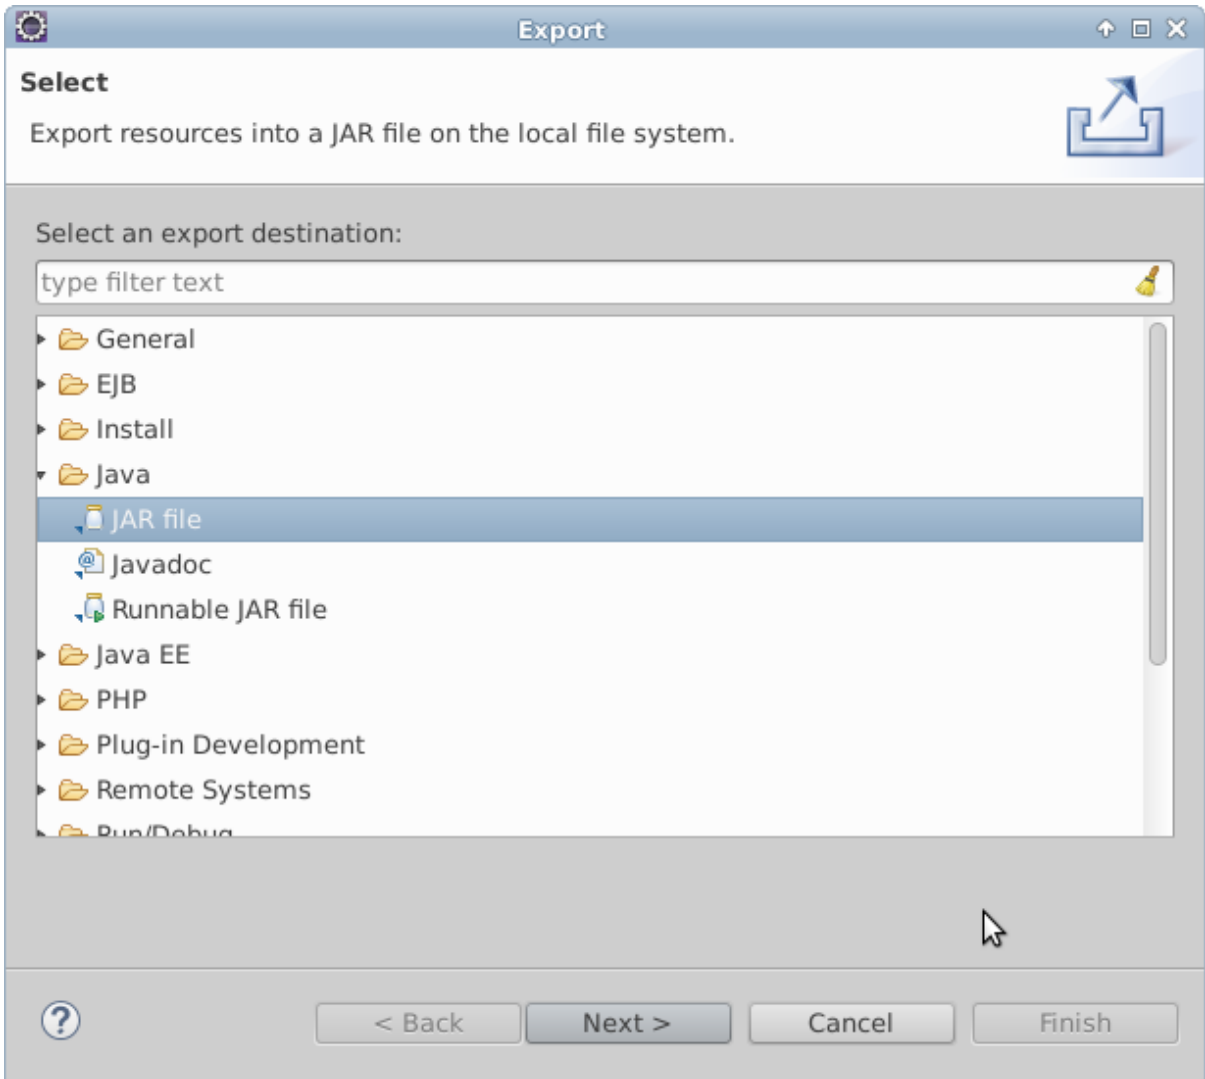 Export
Select
Export resources into a JAR file on the local file system.
Select an export destination:
type filter text
General
EJB
Install
Java
JAR file
Javadoc
Runnable JAR file
Java EE
PHP
Plug-in Development
Remote Systems
Run/Debug
?
< Back
Next >
Cancel
Finish